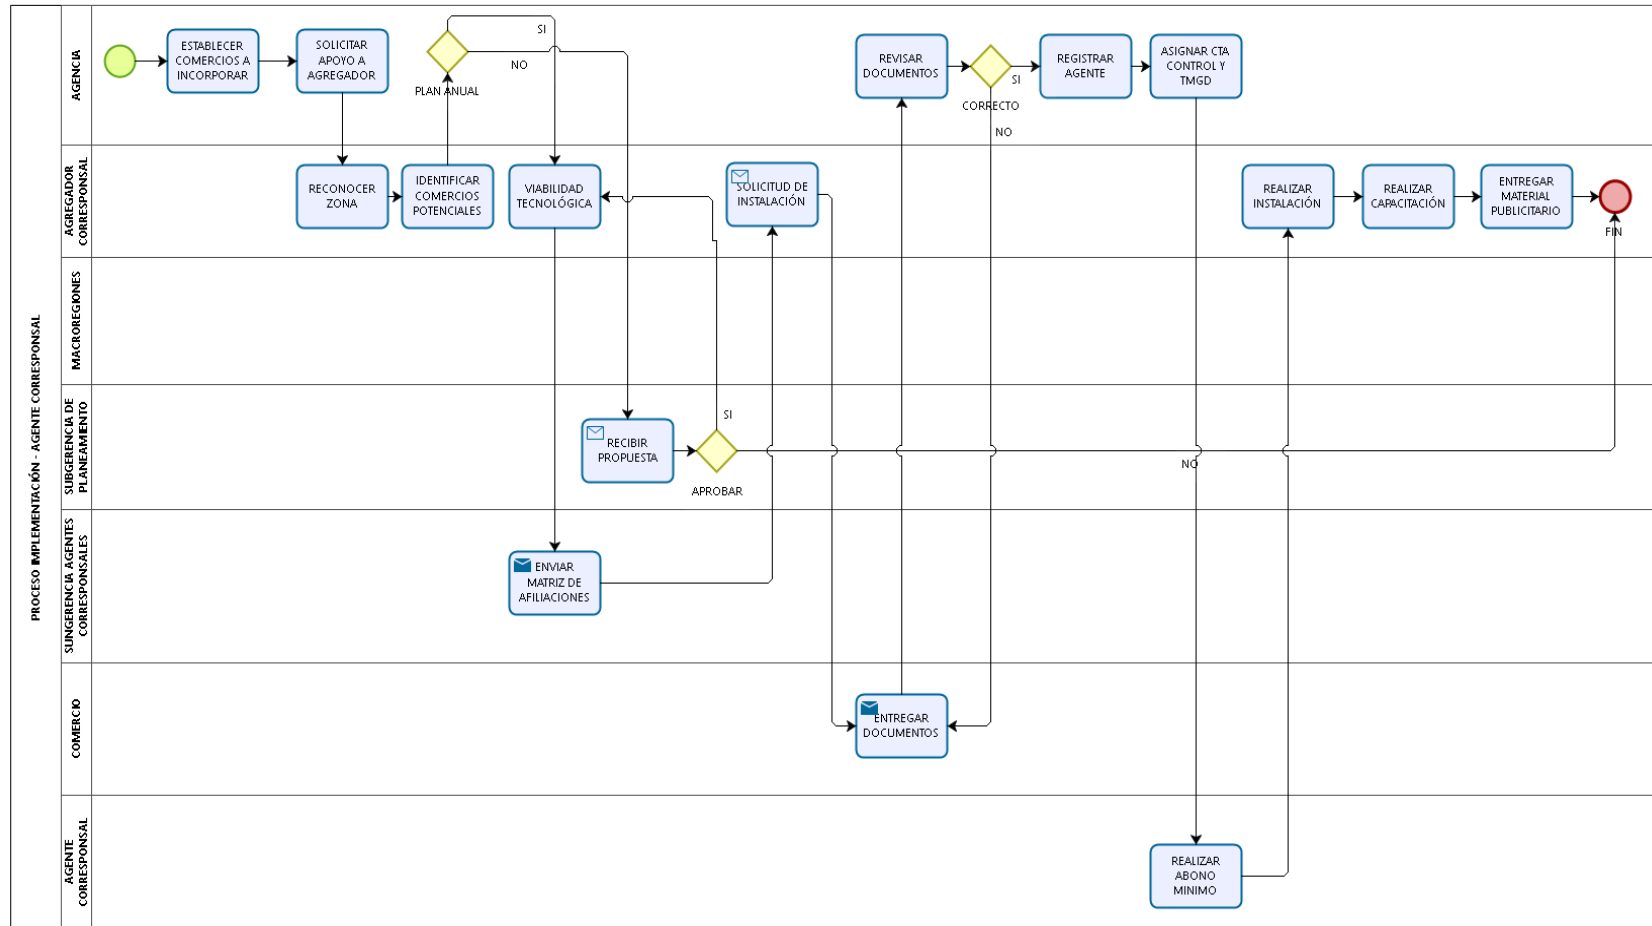 PROCESO IMPLEMENTACIÓN - AGENTE CORRESPONSAL
AGENCIA
ESTABLECER
COMERCIOS A
INCORPORAR
SOLICITAR
APOYO A
AGREGADOR
PLAN ANUAL
SI
NO
REVISAR
DOCUMENTOS
CORRECTO
SI
NO
REGISTRAR
AGENTE
ASIGNAR CTA
CONTROL Y
TMGD
AGREGADOR
CORRESPONSAL
RECONOCER
ZONA
IDENTIFICAR
COMERCIOS
POTENCIALES
VIABILIDAD
TECNOLÓGICA
SOLICITUD DE
INSTALACIÓN
REALIZAR
INSTALACIÓN
REALIZAR
CAPACITACIÓN
ENTREGAR
MATERIAL
PUBLICITARIO
FIN
MACROREGIONES
SUBGERENCIA DE
PLANEAMIENTO
RECIBIR
PROPUESTA
SI
APROBAR
NO
SUNGERENCIA AGENTES
CORRESPONSALES
ENVIAR
MATRIZ DE
AFILIACIONES
COMERCIO
ENTREGAR
DOCUMENTOS
AGENTE
CORRESPONSAL
REALIZAR
ABONO
MINIMO